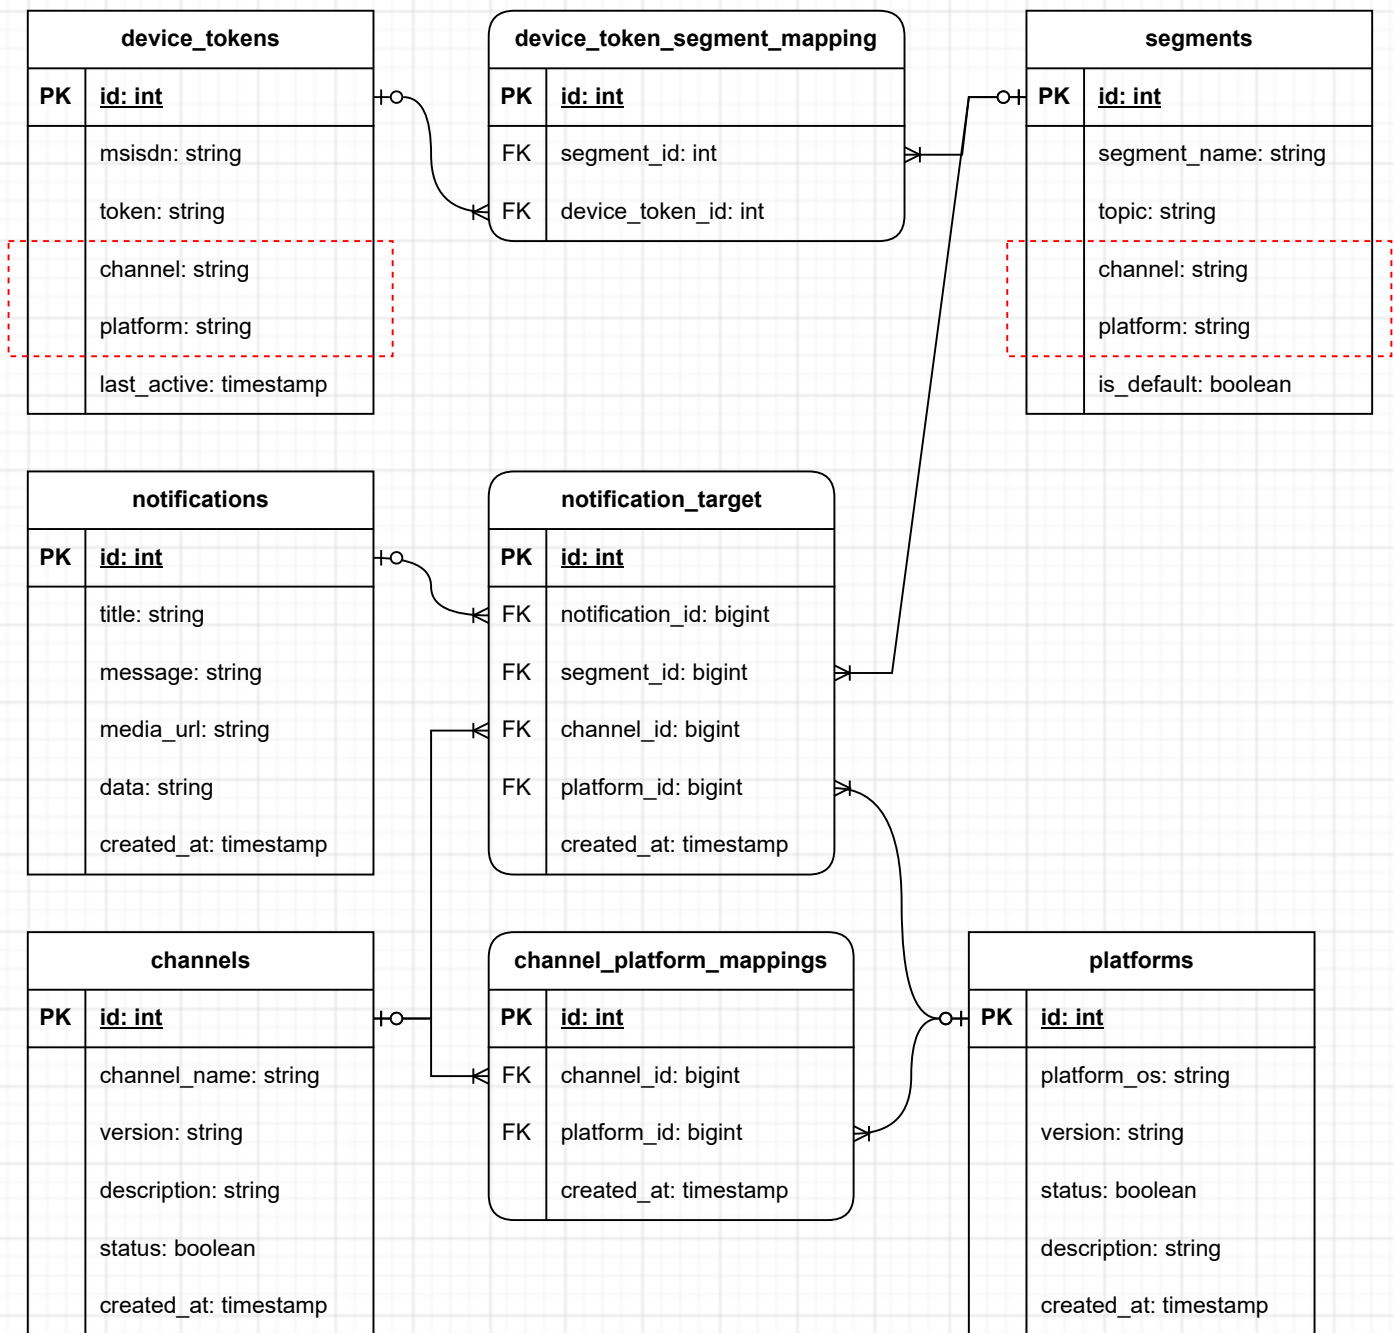 device_tokens
PK id: int
msisdn: string
token: string
channel: string
platform: string
last_active: timestamp
device_token_segment_mapping
PK id: int
FK segment_id: int
FK device_token_id: int
segments
PK id: int
segment_name: string
topic: string
channel: string
platform: string
is_default: boolean
notifications
PK id: int
title: string
message: string
media_url: string
data: string
created_at: timestamp
notification_target
PK id: int
FK notification_id: bigint
FK segment_id: bigint
FK channel_id: bigint
FK platform_id: bigint
created_at: timestamp
channels
PK id: int
channel_name: string
version: string
description: string
status: boolean
created_at: timestamp
channel_platform_mappings
PK id: int
FK channel_id: bigint
FK platform_id: bigint
created_at: timestamp
platforms
PK id: int
platform_os: string
version: string
status: boolean
description: string
created_at: timestamp